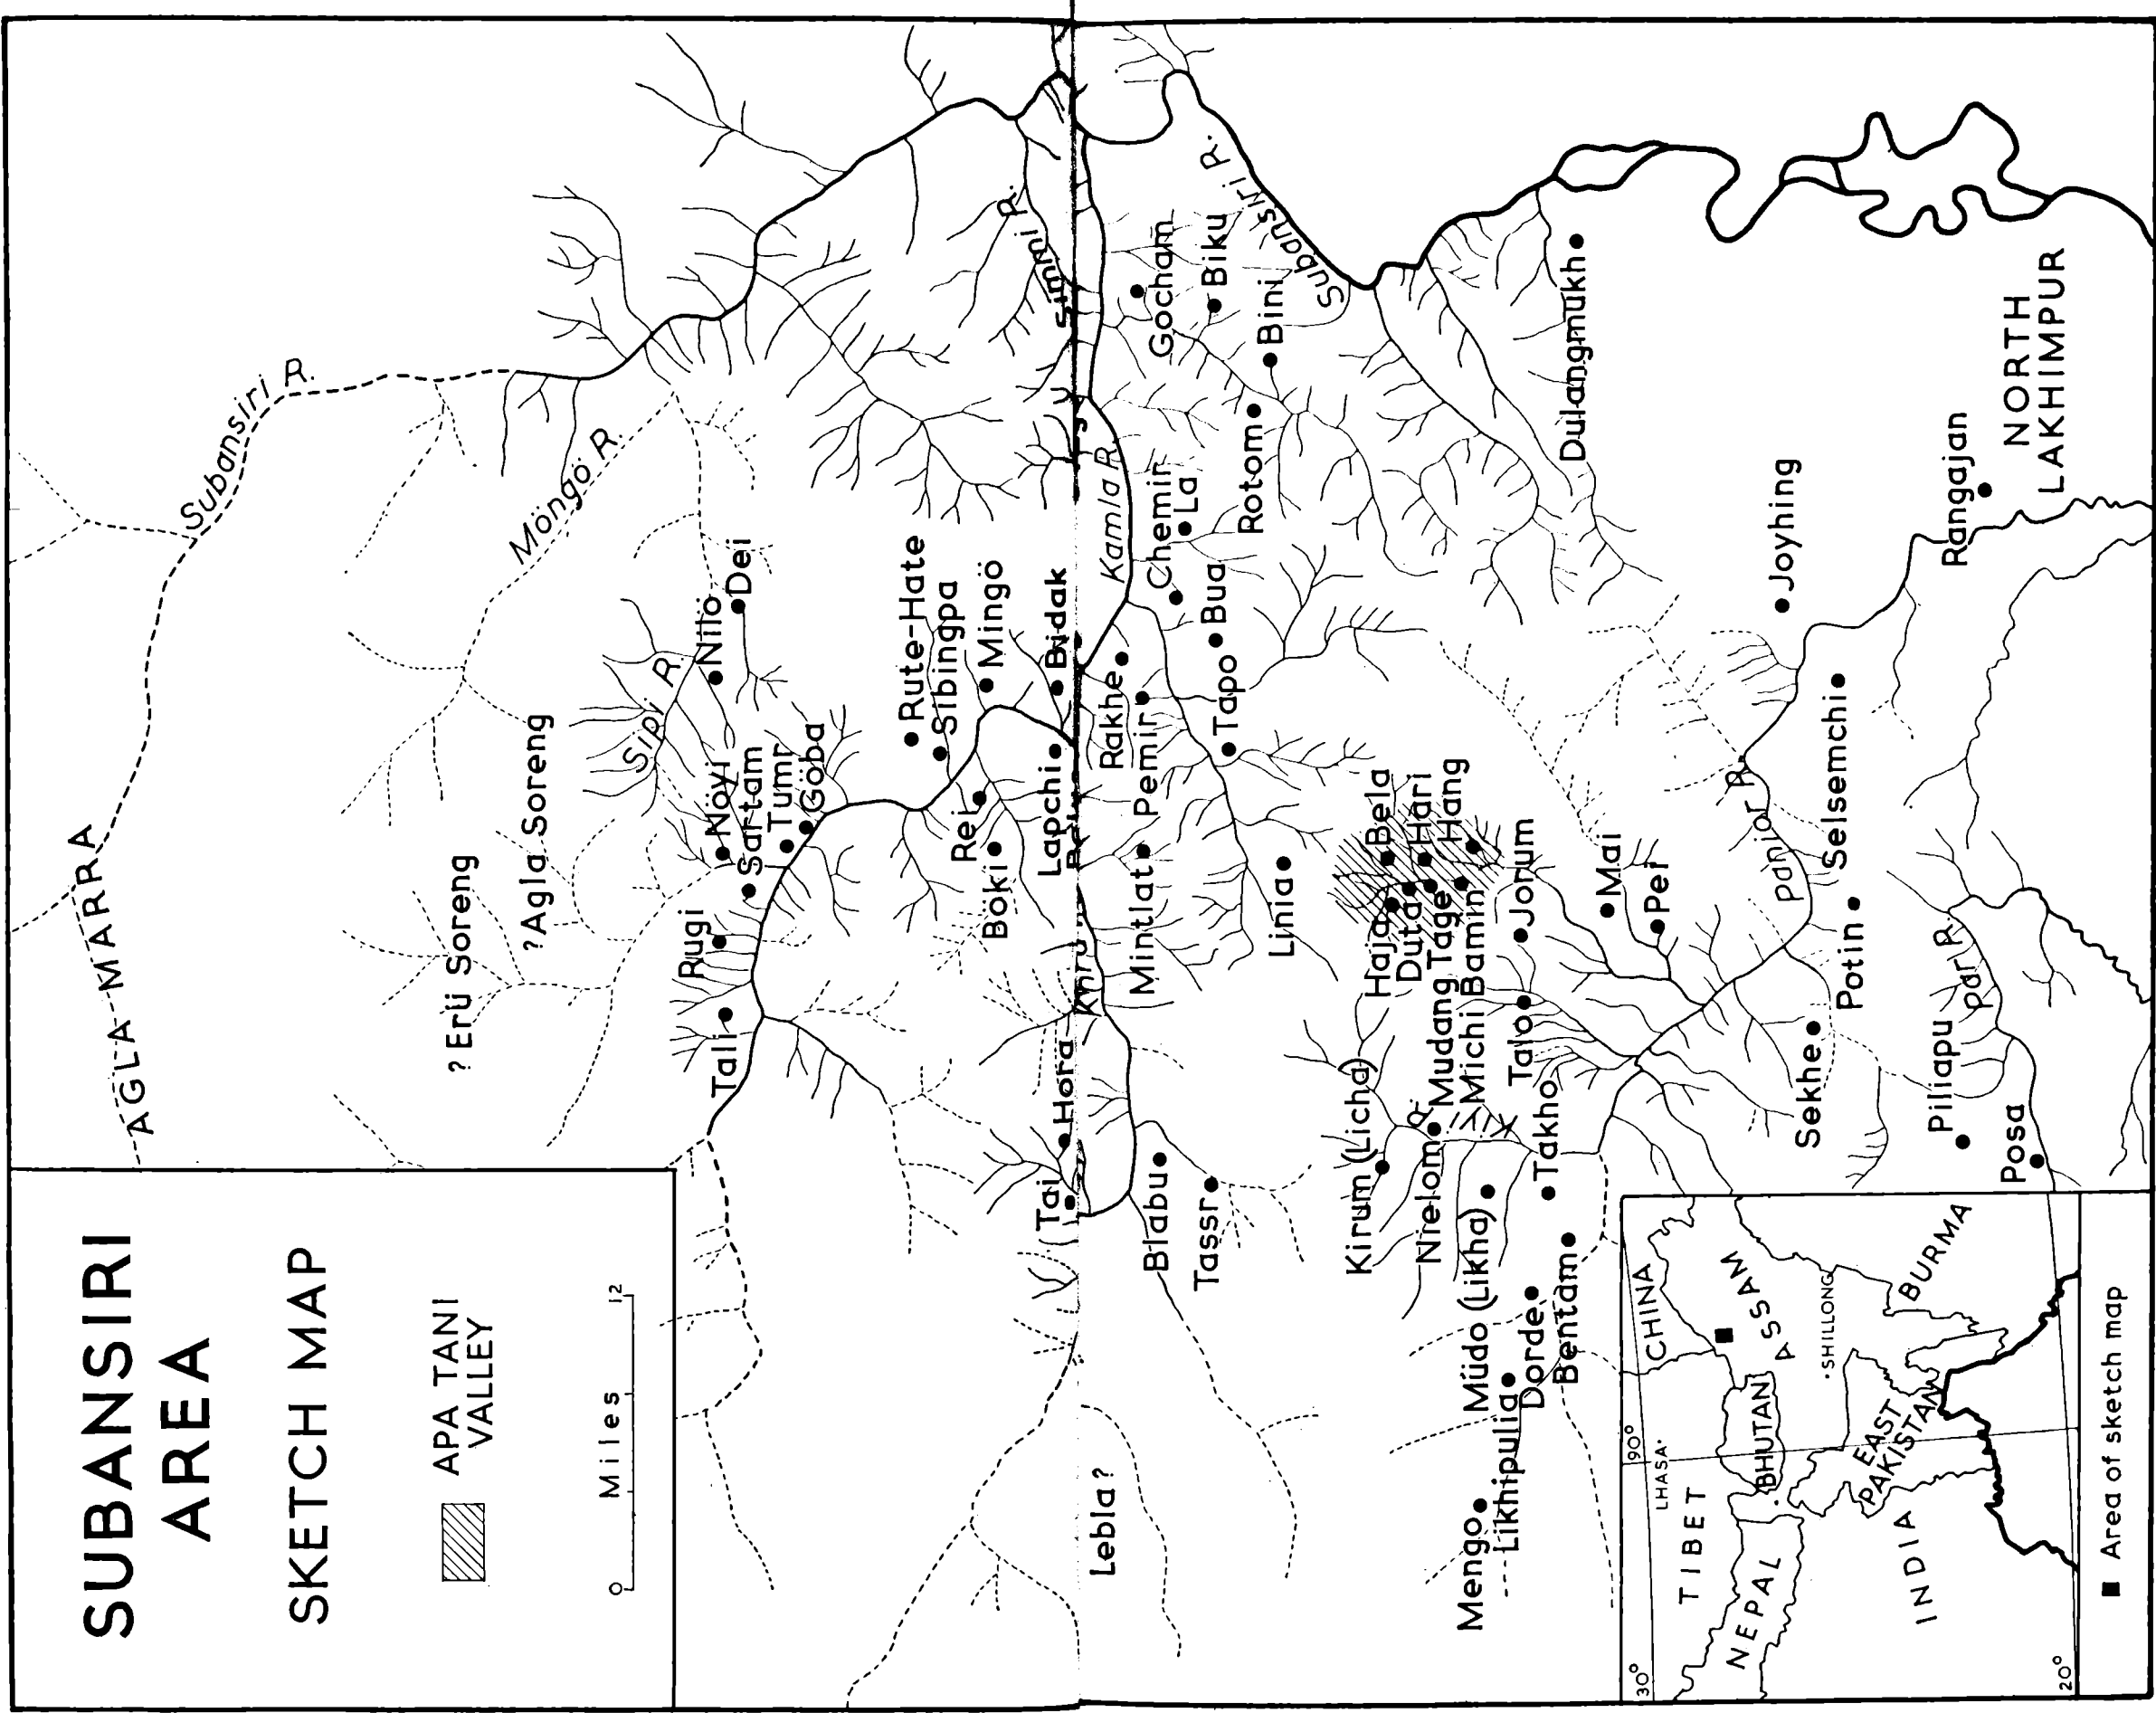 SUBANSIRI
AREA
SKETCH MAP
APA TANI
VALLEY
0 Miles 12
AGLA-MARRA
Subansiri R.
Möngö R.
?Erü Soreng
?Agla Soreng
Sipi R.
Nilo
Dei
Nöyi
Sartam
Tumr
Göba
Rugi
Tali
Rute-Hate
Sibingpa
Mingö
Bidak
Rei
Böki
Lapchi
Hora
Tai
Simmi R.
Kamla R.
Subansiri R.
Gocham
Biku
Bini
Rotom
Chemir
La
Bua
Tapo
Rakhe
Pemir
Mintlat
Linia
Blabu
Tassr
Lebla?
Dulangmukh
Bela
Hari
Hang
Haja
Duta
Mudang Tage
Michi Bamin
Jorum
Talo
Mai
Pei
Kirum (Licha)
Nielom
Müdo (Likha)
Takho
Bentam
Dorde
Likhipulia
Mengo
Joyhing
Rangajan
NORTH
LAKHIMPUR
Panior R.
Selsemchi
Potin
Sekhe
Par R.
Piliapu
Posa
30°
90°
20°
CHINA
LHASA
TIBET
NEPAL
BHUTAN
ASSAM
SHILLONG
BURMA
EAST
PAKISTAN
INDIA
Area of sketch map